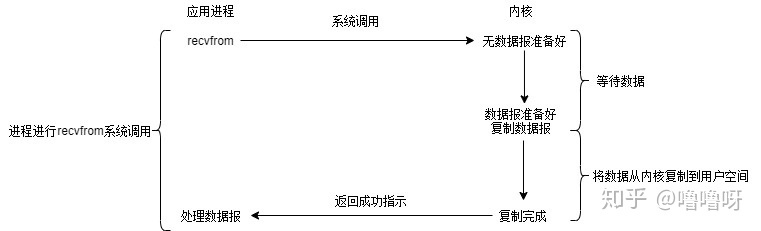 应用进程
内核
系统调用
recvfrom
无数据报准备好
等待数据
数据报准备好
复制数据报
进程进行recvfrom系统调用
将数据从内核复制到用户空间
返回成功指示
处理数据报
复制完成
知乎 @噜噜呀